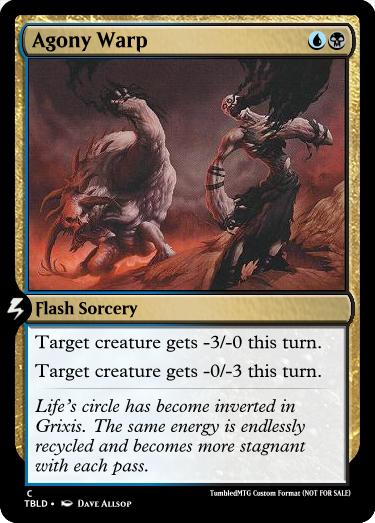 Agony Warp
Flash Sorcery
Target creature gets -3/-0 this turn.
Target creature gets -0/-3 this turn.
Life's circle has become inverted in
Grixis. The same energy is endlessly
recycled and becomes more stagnant
with each pass.
C
TBLD • Dave Allsop
TumbledMTG Custom Format (NOT FOR SALE)